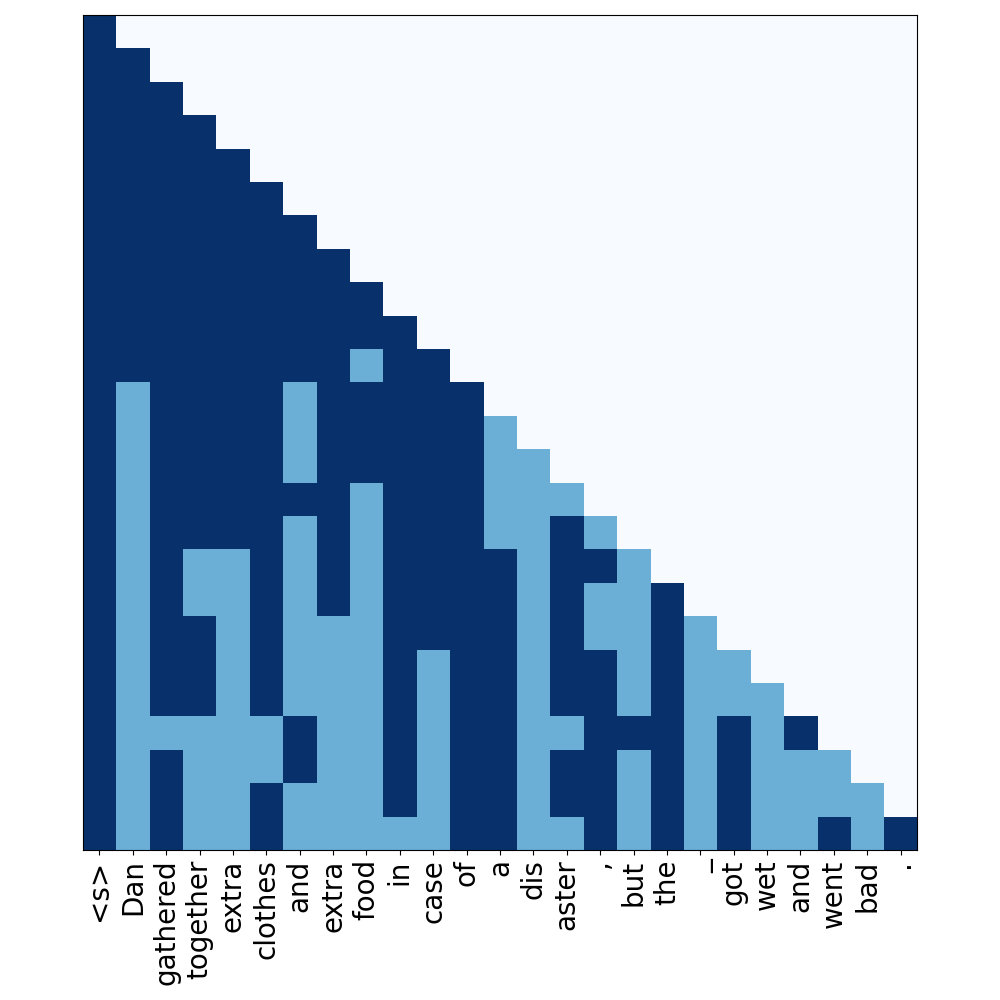 <s>
Dan
gathered
together
extra
clothes
and
extra
food
in
case
of
a
dis
aster
,
but
the
_
got
wet
and
went
bad
.